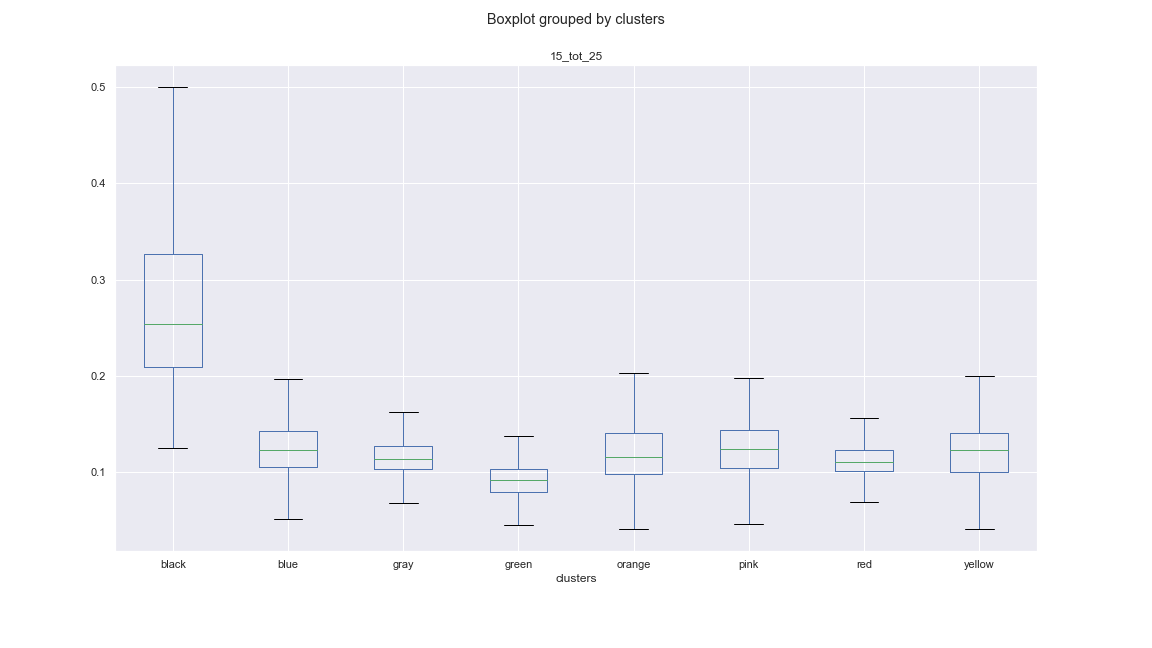 Boxplot grouped by clusters
15_tot_25
0.5
0.4
0.3
0.2
0.1
black blue gray green orange pink red yellow
clusters